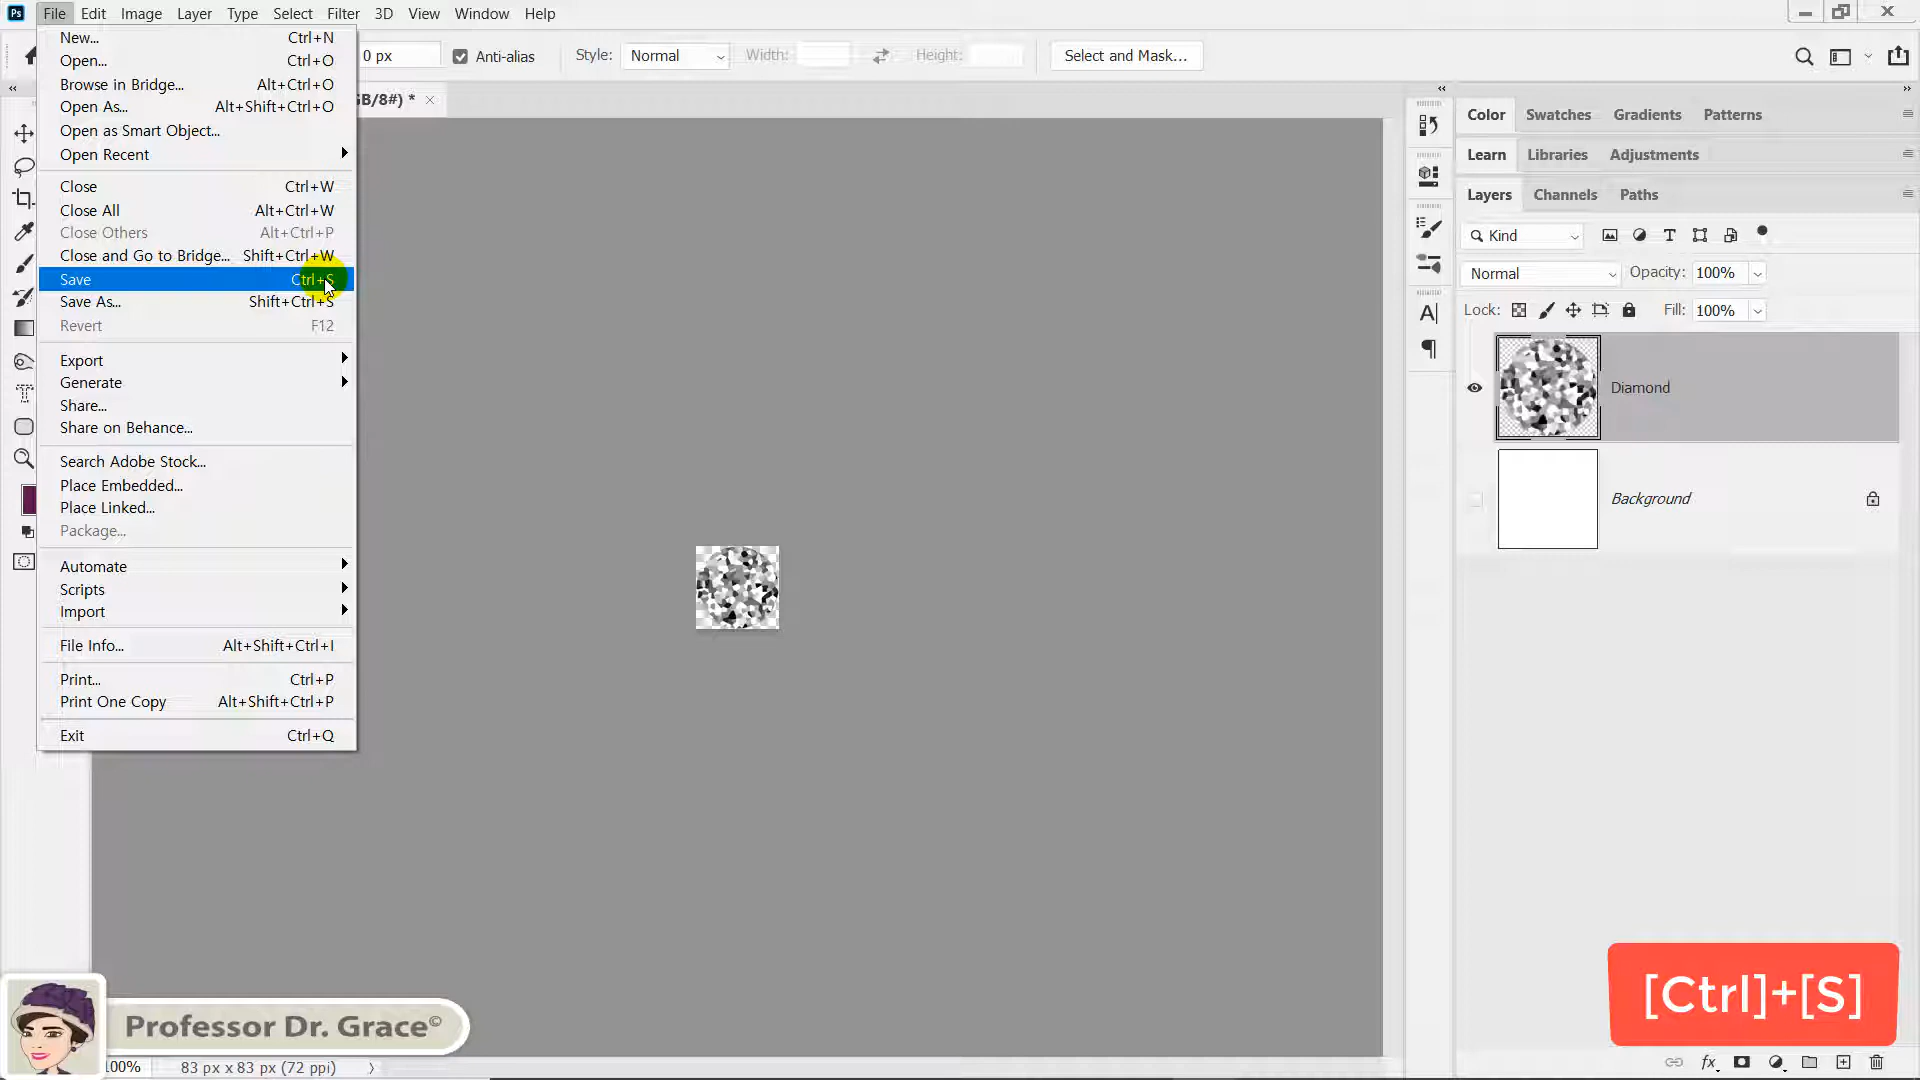 Ps File Edit Image Layer Type Select Filter 3D View Window Help
0 px Anti-alias Style: Normal Width: Height: Select and Mask...
GB/8#) *
New... Ctrl+N
Open... Ctrl+O
Browse in Bridge... Alt+Ctrl+O
Open As... Alt+Shift+Ctrl+O
Open as Smart Object...
Open Recent
Close Ctrl+W
Close All Alt+Ctrl+W
Close Others Alt+Ctrl+P
Close and Go to Bridge... Shift+Ctrl+W
Save Ctrl+S
Save As... Shift+Ctrl+S
Revert F12
Export
Generate
Share...
Share on Behance...
Search Adobe Stock...
Place Embedded...
Place Linked...
Package...
Automate
Scripts
Import
File Info... Alt+Shift+Ctrl+I
Print... Ctrl+P
Print One Copy Alt+Shift+Ctrl+P
Exit Ctrl+Q
Color Swatches Gradients Patterns
Learn Libraries Adjustments
Layers Channels Paths
Kind
Normal Opacity: 100%
Lock: Fill: 100%
Diamond
Background
[Ctrl]+[S]
Professor Dr. Grace©
100% 83 px x 83 px (72 ppi)